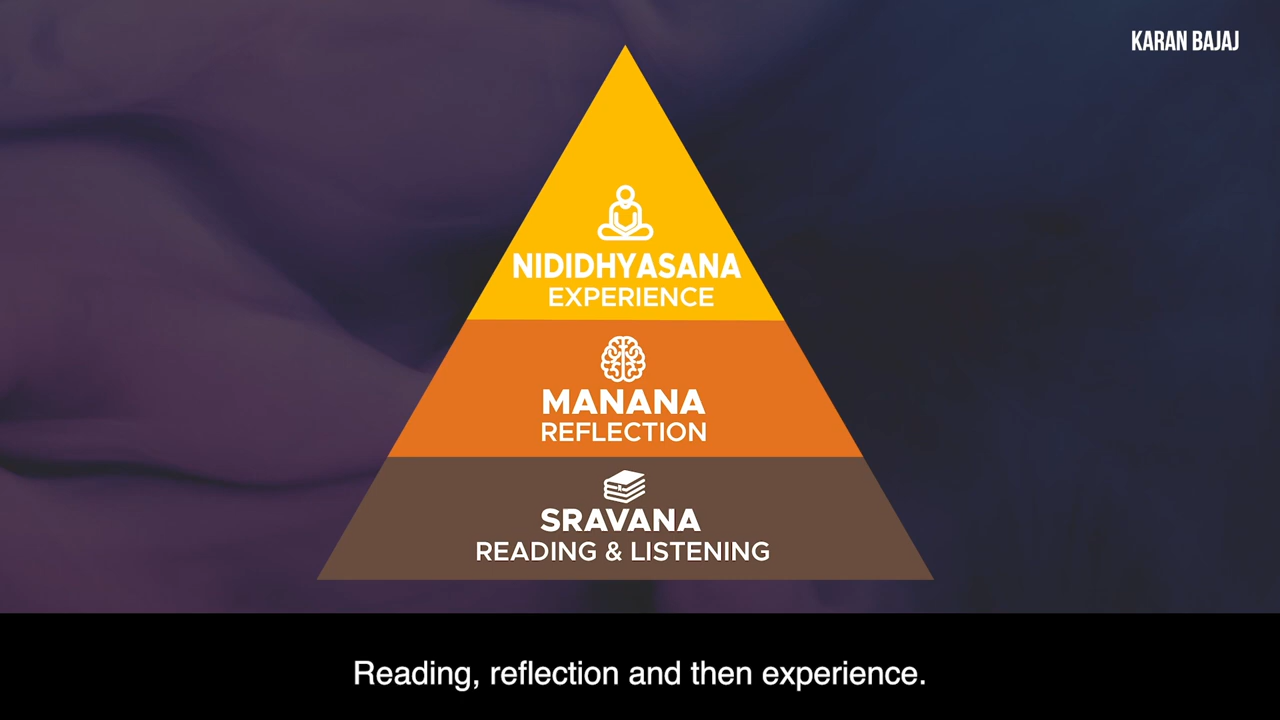 KARAN BAJAJ
NIDIDHYASANA
EXPERIENCE
MANANA
REFLECTION
SRAVANA
READING & LISTENING
Reading, reflection and then experience.